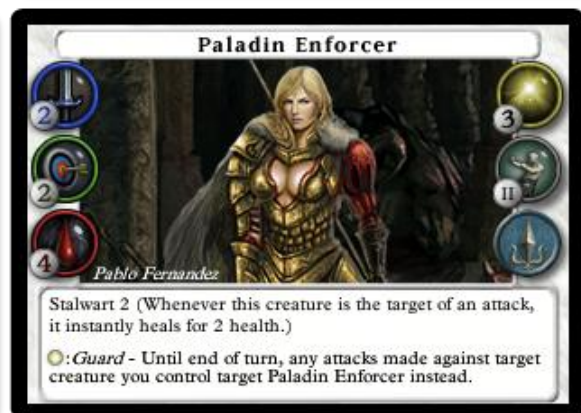 Paladin Enforcer
2
3
2
II
4
Pablo Fernandez
Stalwart 2 (Whenever this creature is the target of an attack,
it instantly heals for 2 health.)
:Guard - Until end of turn, any attacks made against target
creature you control target Paladin Enforcer instead.